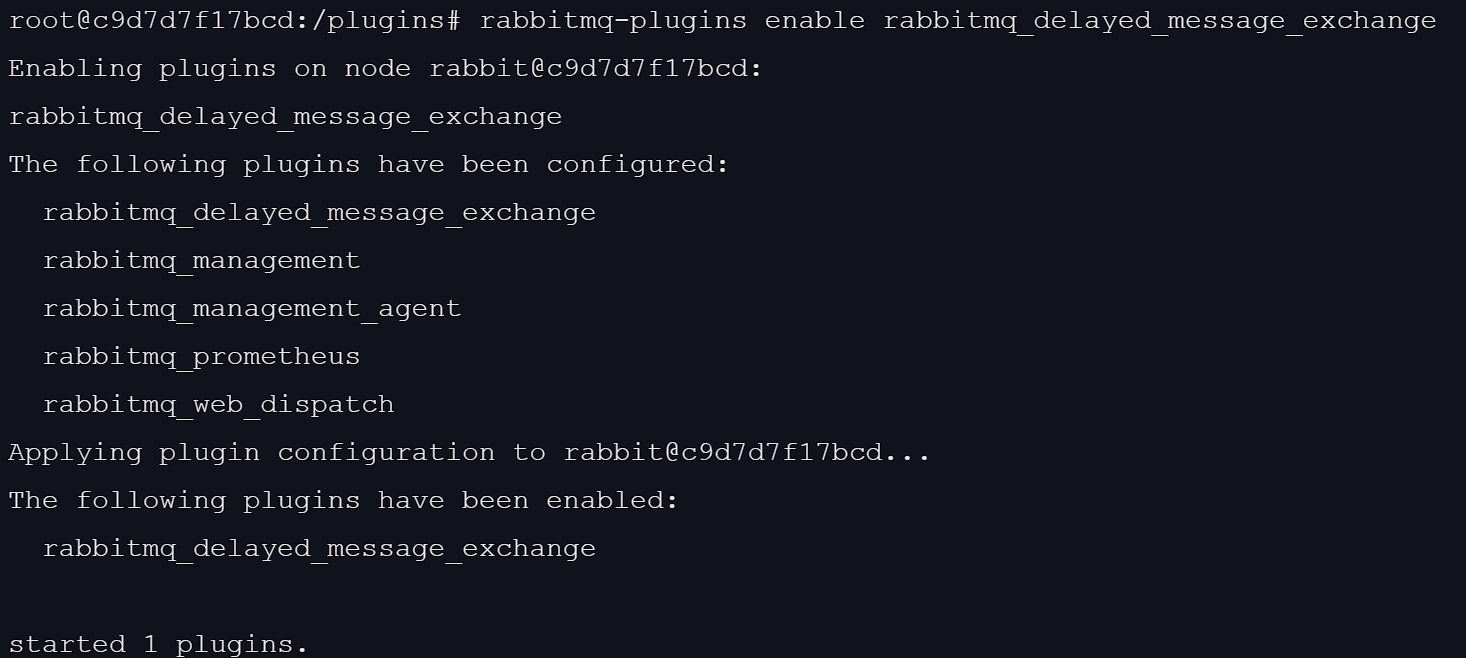 root@c9d7d7f17bcd:/plugins# rabbitmq-plugins enable rabbitmq_delayed_message_exchange
Enabling plugins on node rabbit@c9d7d7f17bcd:
rabbitmq_delayed_message_exchange
The following plugins have been configured:
  rabbitmq_delayed_message_exchange
  rabbitmq_management
  rabbitmq_management_agent
  rabbitmq_prometheus
  rabbitmq_web_dispatch
Applying plugin configuration to rabbit@c9d7d7f17bcd...
The following plugins have been enabled:
  rabbitmq_delayed_message_exchange

started 1 plugins.